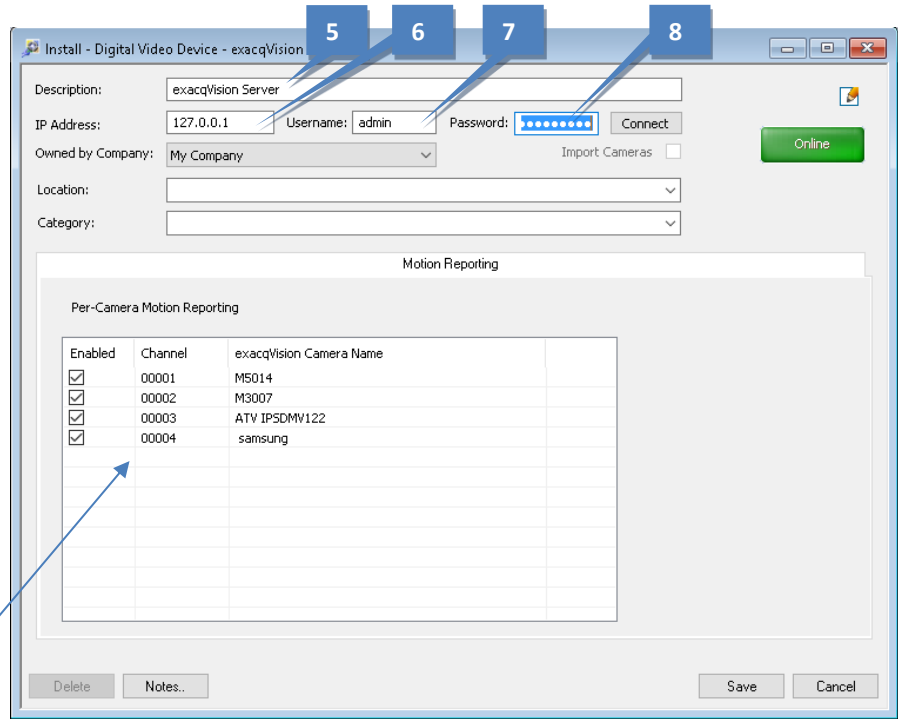 5 6 7 8
Install - Digital Video Device - exacqVision
Description: exacqVision Server
IP Address: 127.0.0.1 Username: admin Password: Connect
Owned by Company: My Company Import Cameras Online
Location:
Category:
Motion Reporting
Per-Camera Motion Reporting
Enabled Channel exacqVision Camera Name
00001 M5014
00002 M3007
00003 ATV IPSDMV122
00004 samsung
Delete Notes.. Save Cancel